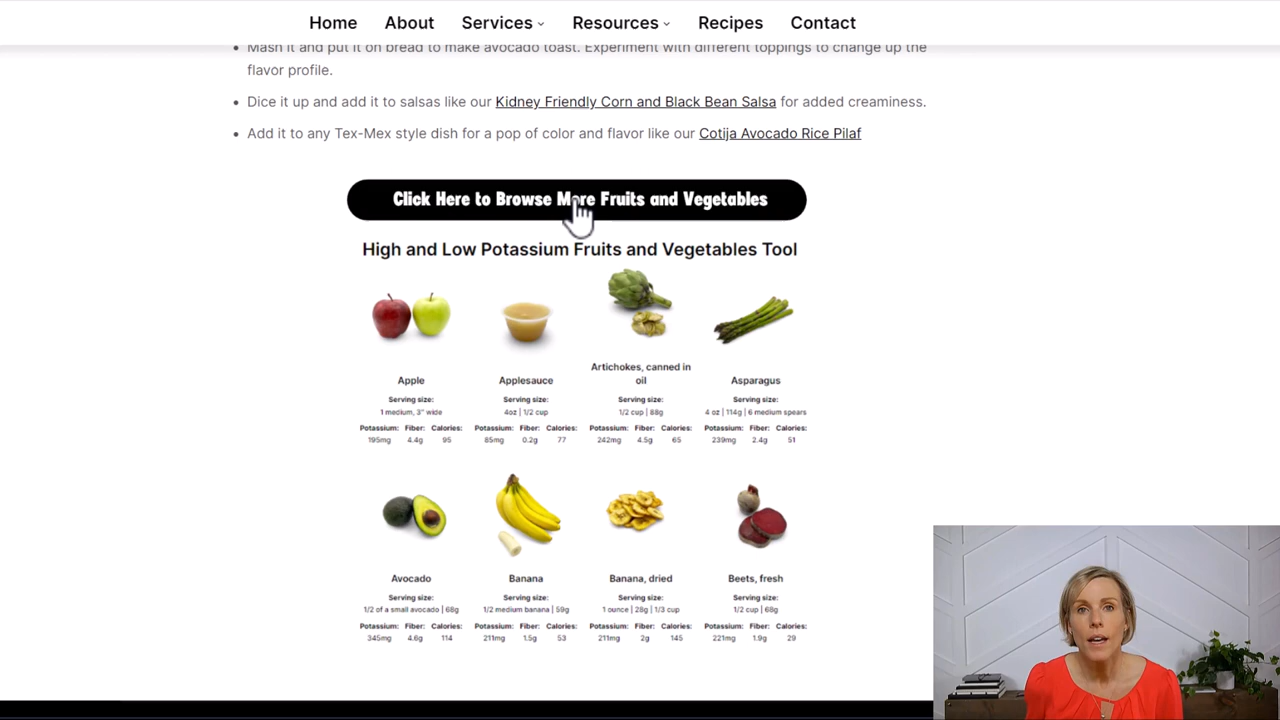 Home About Services Resources Recipes Contact
Mash it and put it on bread to make avocado toast. Experiment with different toppings to change up the
flavor profile.
Dice it up and add it to salsas like our Kidney Friendly Corn and Black Bean Salsa for added creaminess.
Add it to any Tex-Mex style dish for a pop of color and flavor like our Cotija Avocado Rice Pilaf
Click Here to Browse More Fruits and Vegetables
High and Low Potassium Fruits and Vegetables Tool
Apple
Serving size:
1 medium, 3" wide
Potassium: Fiber: Calories:
195mg 4.4g 95
Applesauce
Serving size:
4oz | 1/2 cup
Potassium: Fiber: Calories:
85mg 0.2g 77
Artichokes, canned in
oil
Serving size:
1/2 cup | 88g
Potassium: Fiber: Calories:
242mg 4.5g 65
Asparagus
Serving size:
4 oz | 114g | 6 medium spears
Potassium: Fiber: Calories:
239mg 2.4g 51
Avocado
Serving size:
1/2 of a small avocado | 68g
Potassium: Fiber: Calories:
345mg 4.6g 114
Banana
Serving size:
1/2 medium banana | 59g
Potassium: Fiber: Calories:
211mg 1.5g 53
Banana, dried
Serving size:
1 ounce | 28g | 1/3 cup
Potassium: Fiber: Calories:
211mg 2g 145
Beets, fresh
Serving size:
1/2 cup | 68g
Potassium: Fiber: Calories:
221mg 1.9g 29